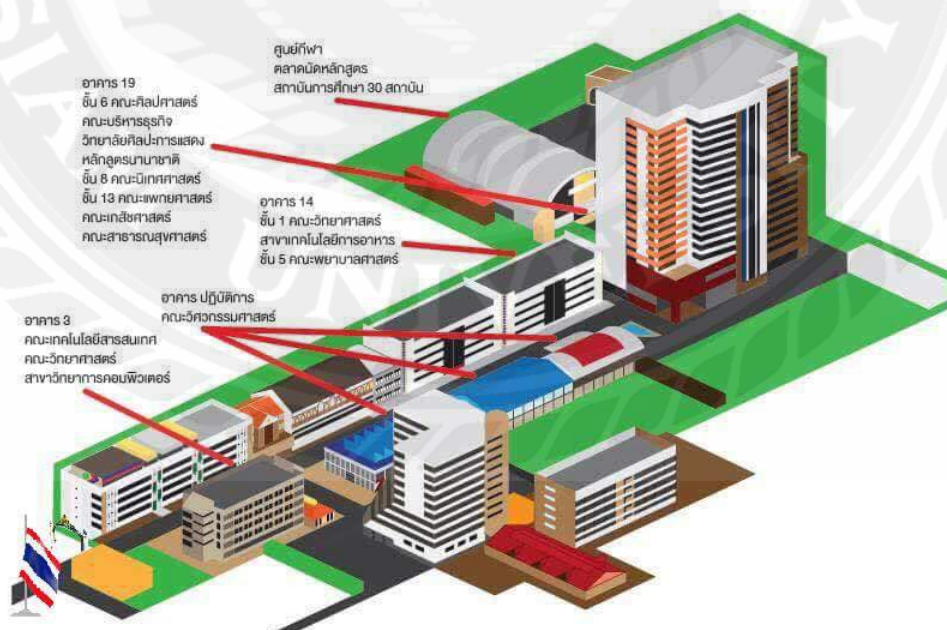 ศูนย์กีฬา
ตลาดนัดหลักสูตร
สถาบันการศึกษา 30 สถาบัน
อาคาร 19
ชั้น 6 คณะศิลปศาสตร์
คณะบริหารธุรกิจ
วิทยาลัยศิลปะการแสดง
หลักสูตรนานาชาติ
ชั้น 8 คณะนิเทศศาสตร์
ชั้น 13 คณะแพทยศาสตร์
คณะเภสัชศาสตร์
คณะสาธารณสุขศาสตร์
อาคาร 14
ชั้น 1 คณะวิทยาศาสตร์
สาขาเทคโนโลยีการอาหาร
ชั้น 5 คณะพยาบาลศาสตร์
อาคาร ปฏิบัติการ
คณะวิศวกรรมศาสตร์
อาคาร 3
คณะเทคโนโลยีสารสนเทศ
คณะวิทยาศาสตร์
สาขาวิทยาการคอมพิวเตอร์